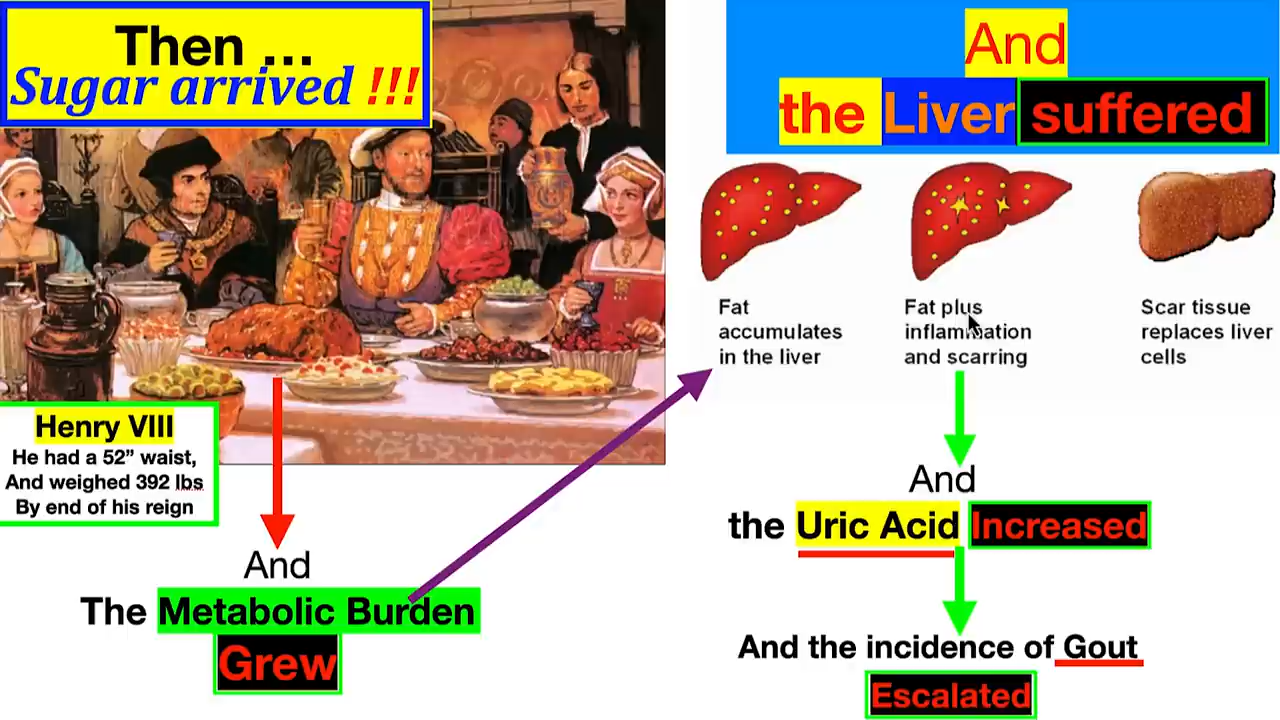 Then ...
Sugar arrived !!!
Henry VIII
He had a 52” waist,
And weighed 392 lbs
By end of his reign
And
The Metabolic Burden
Grew
And
the Liver suffered
Fat
accumulates
in the liver
Fat plus
inflammation
and scarring
Scar tissue
replaces liver
cells
And
the Uric Acid Increased
And the incidence of Gout
Escalated